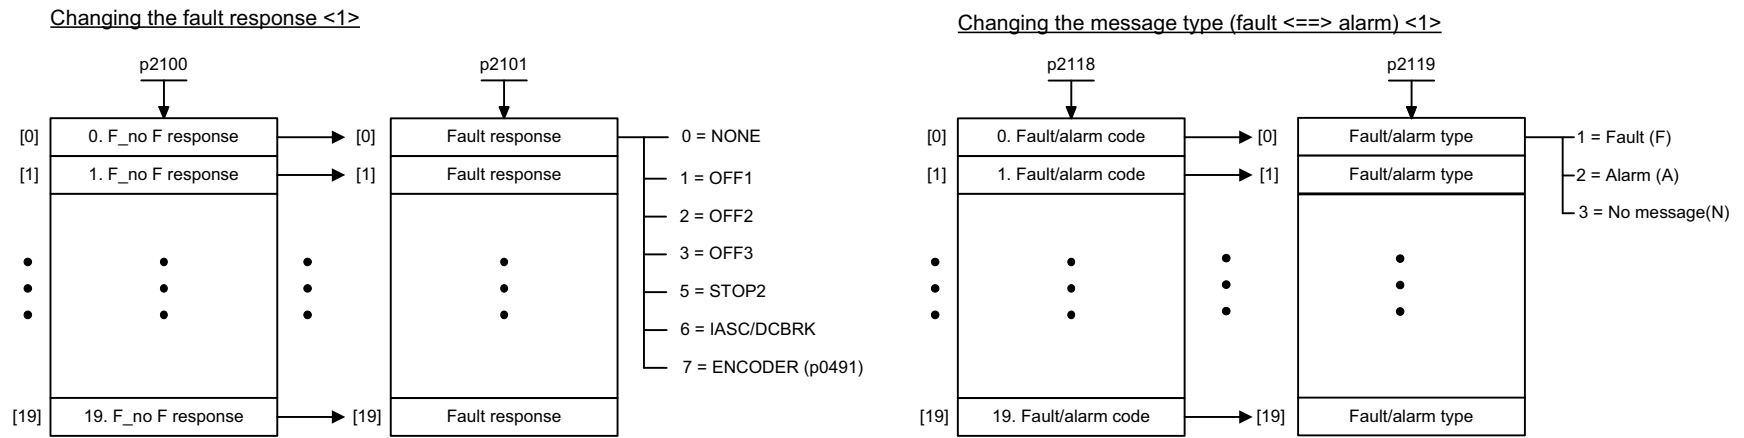 Changing the fault response <1>
p2100
p2101
[0]
0. F_no F response
[0]
Fault response
0 = NONE
[1]
1. F_no F response
[1]
Fault response
1 = OFF1
2 = OFF2
3 = OFF3
5 = STOP2
6 = IASC/DCBRK
7 = ENCODER (p0491)
[19]
19. F_no F response
[19]
Fault response
Changing the message type (fault <==> alarm) <1>
p2118
p2119
[0]
0. Fault/alarm code
[0]
Fault/alarm type
1 = Fault (F)
[1]
1. Fault/alarm code
[1]
Fault/alarm type
2 = Alarm (A)
3 = No message(N)
[19]
19. Fault/alarm code
[19]
Fault/alarm type